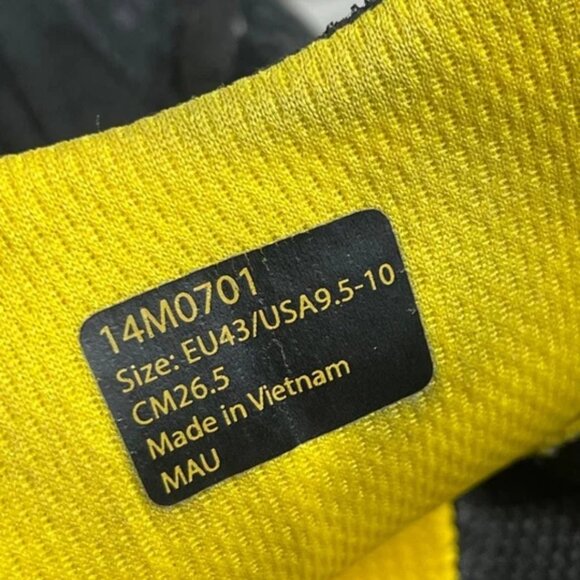 14M0701
Size: EU43/USA9.5-10
CM26.5
Made in Vietnam
MAU